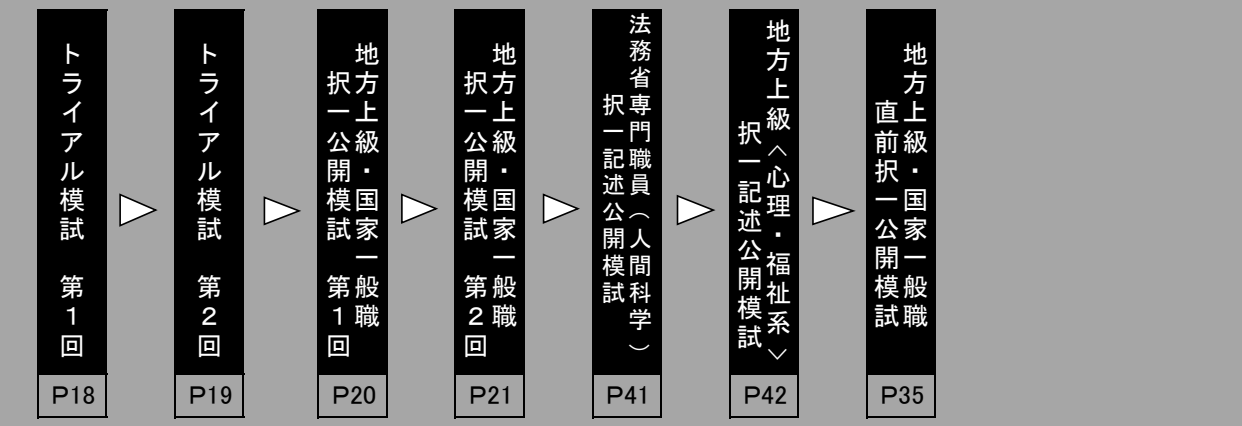 トライアル模試　第１回
P18
トライアル模試　第２回
P19
地方上級・国家一般職
択一公開模試　第１回
P20
地方上級・国家一般職
択一公開模試　第２回
P21
法務省専門職員（人間科学）
択一記述公開模試
P41
地方上級〈心理・福祉系〉
択一記述公開模試
P42
地方上級・国家一般職
直前択一公開模試
P35